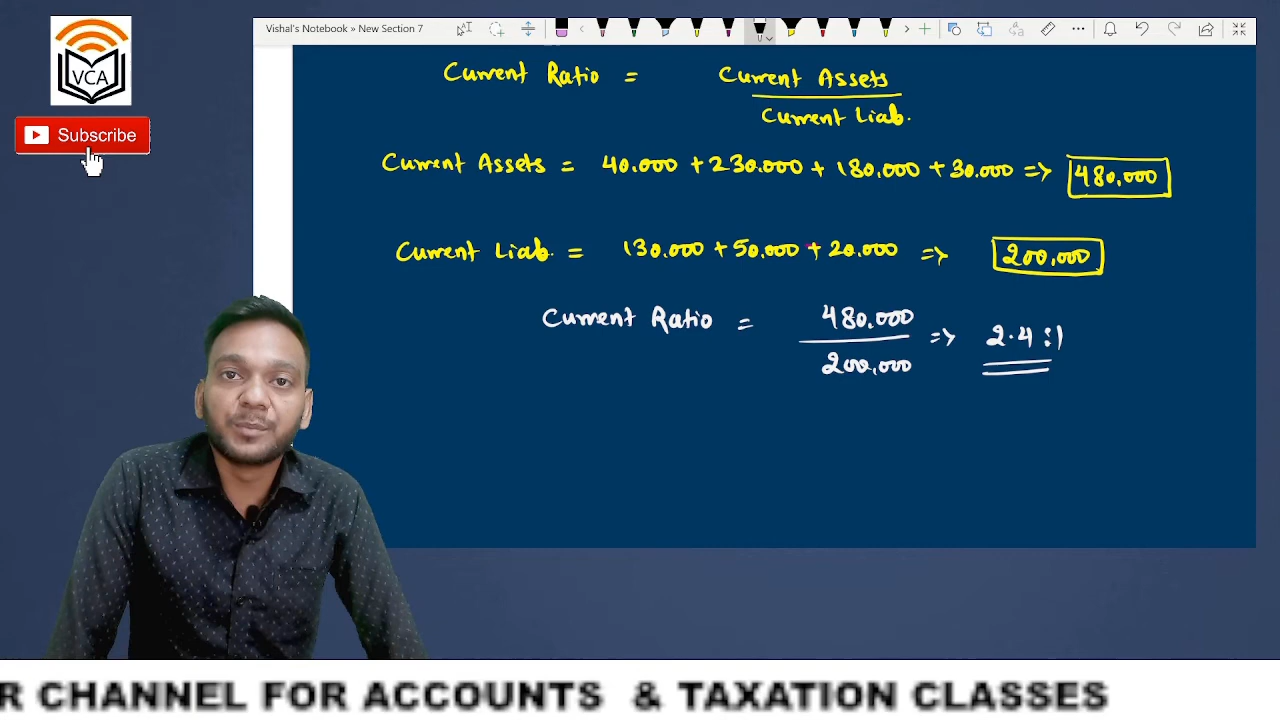 VCA
Subscribe
Vishal's Notebook > New Section 7
Current Ratio = Current Assets
Current Liab.
Current Assets = 40.000 + 230.000 + 180.000 + 30.000 => 480,000
Current Liab. = 130.000 + 50.000 + 20.000 => 200,000
Current Ratio = 480.000 => 2.4 :1
200,000
R CHANNEL FOR ACCOUNTS & TAXATION CLASSES